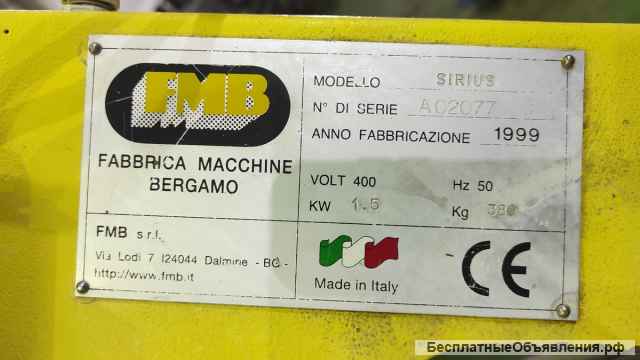 FMB
FABBRICA MACCHINE
BERGAMO
FMB s r.l.
Via Lodi 7 I24044 Dalmine -BG-
http://www.fmb.it
MODELLO SIRIUS
N° DI SERIE A02077
ANNO FABBRICAZIONE 1999
VOLT 400 Hz 50
KW 1.5 Kg
Made in Italy
CE
БесплатныеОбъявления.рф